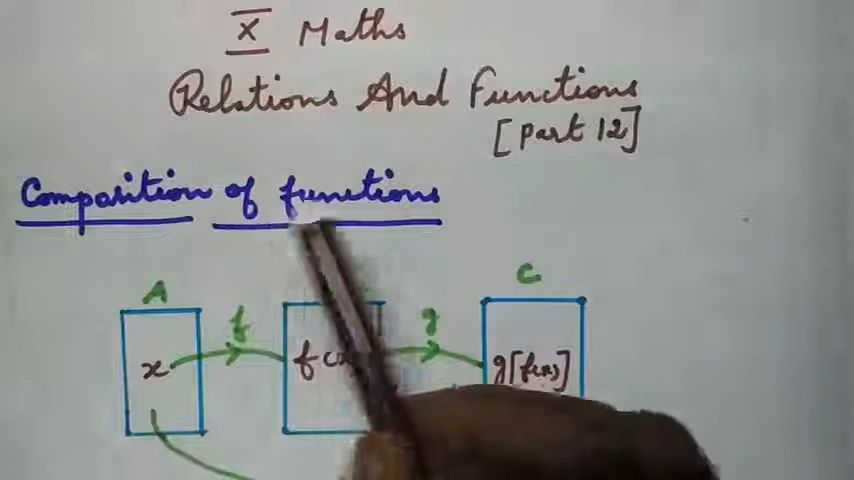 X Maths
Relations And Functions
[Part 12]
Composition of functions
A
C
f
g
x
g[f(x)]